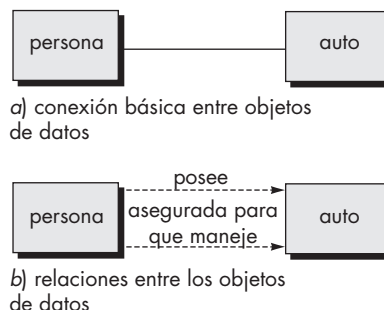 persona
auto
a) conexión básica entre objetos
de datos
posee
persona
asegurada para
que maneje
auto
b) relaciones entre los objetos
de datos